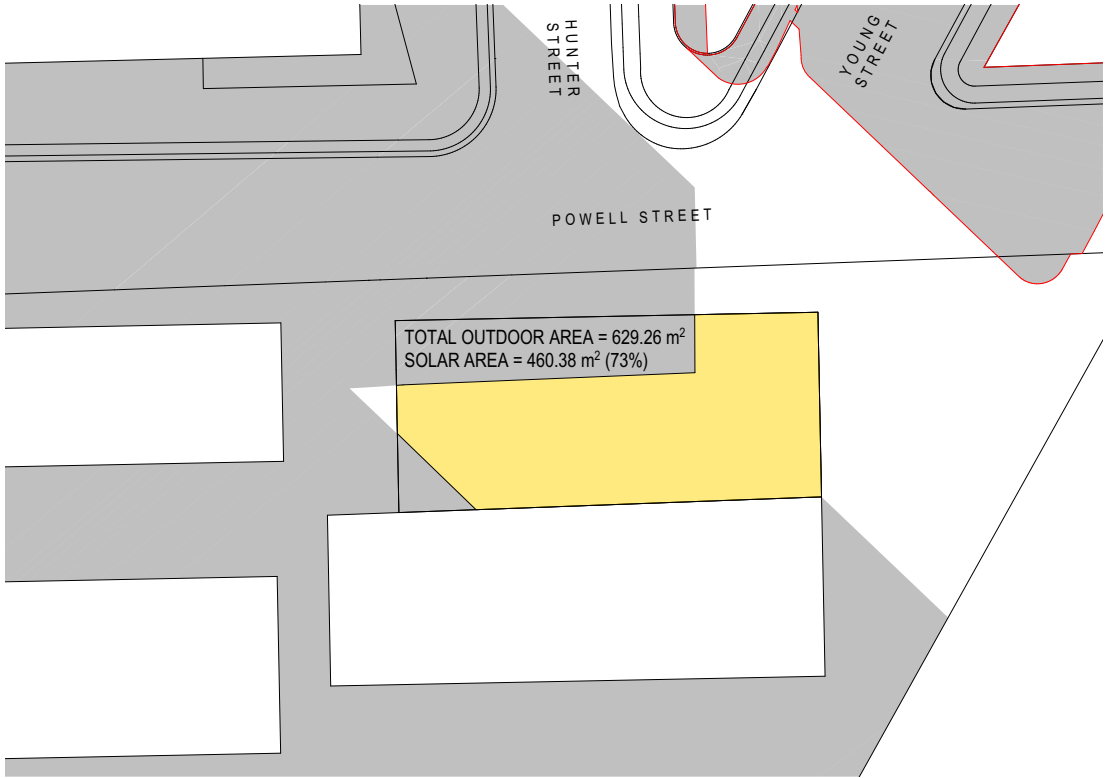 HUNTER
STREET
YOUNG
STREET
POWELL STREET
TOTAL OUTDOOR AREA = 629.26 m²
SOLAR AREA = 460.38 m² (73%)